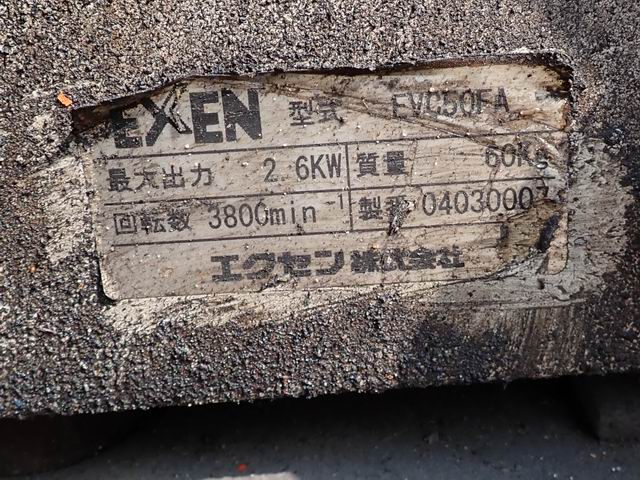 EXEN 型式 EVC50FA
最大出力 2.6KW 質量 60Kg
回転数 3800min⁻¹ 製番 04030007
エクセン株式会社